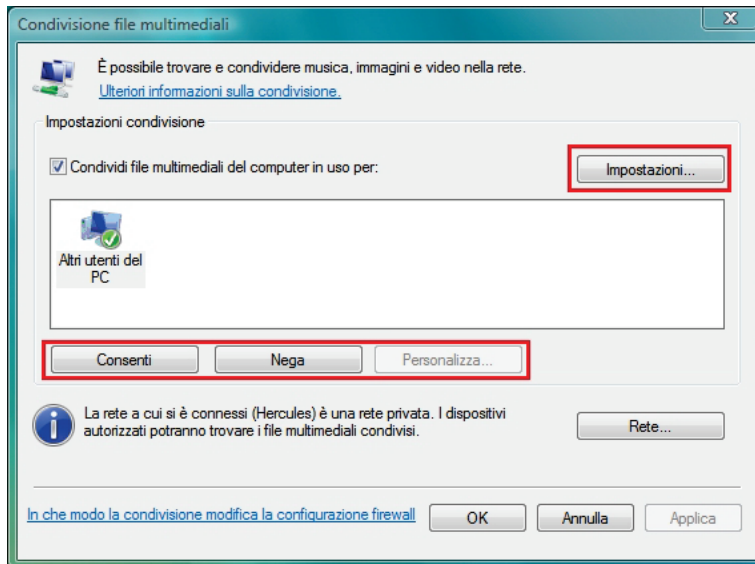 Condivisione file multimediali
È possibile trovare e condividere musica, immagini e video nella rete.
Ulteriori informazioni sulla condivisione.
Impostazioni condivisione
Condividi file multimediali del computer in uso per:
Impostazioni...
Altri utenti del
PC
Consenti
Nega
Personalizza...
La rete a cui si è connessi (Hercules) è una rete privata. I dispositivi
autorizzati potranno trovare i file multimediali condivisi.
Rete...
In che modo la condivisione modifica la configurazione firewall
OK
Annulla
Applica